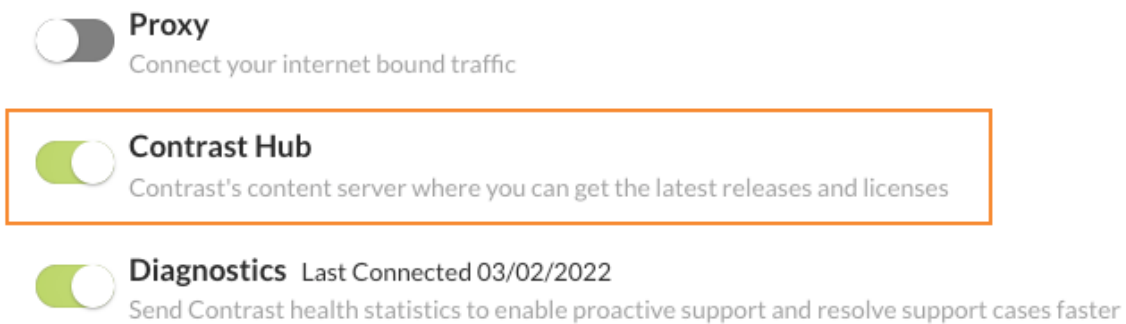 Proxy
Connect your internet bound traffic
Contrast Hub
Contrast's content server where you can get the latest releases and licenses
Diagnostics Last Connected 03/02/2022
Send Contrast health statistics to enable proactive support and resolve support cases faster